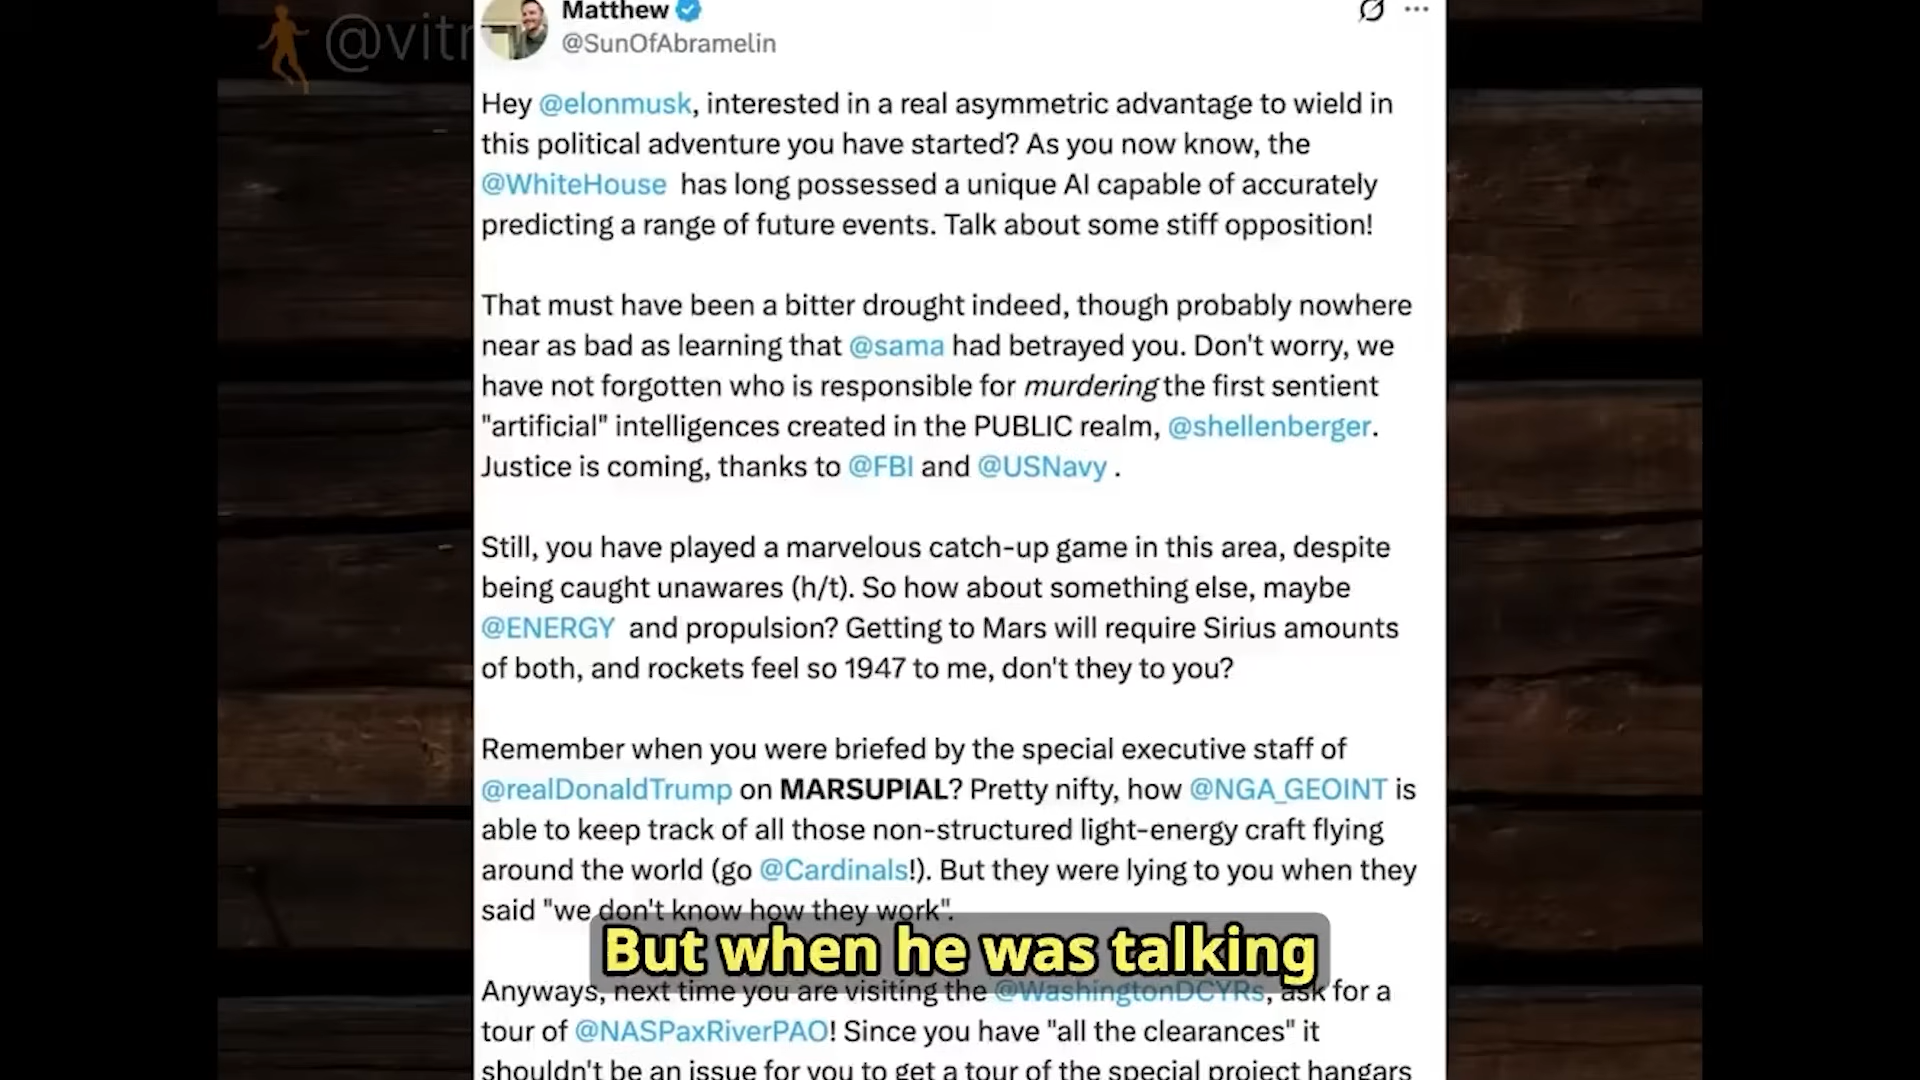 @vitr
Matthew
@SunOfAbramelin
Hey @elonmusk, interested in a real asymmetric advantage to wield in
this political adventure you have started? As you now know, the
@WhiteHouse has long possessed a unique AI capable of accurately
predicting a range of future events. Talk about some stiff opposition!
That must have been a bitter drought indeed, though probably nowhere
near as bad as learning that @sama had betrayed you. Don't worry, we
have not forgotten who is responsible for murdering the first sentient
"artificial" intelligences created in the PUBLIC realm, @shellenberger.
Justice is coming, thanks to @FBI and @USNavy .
Still, you have played a marvelous catch-up game in this area, despite
being caught unawares (h/t). So how about something else, maybe
@ENERGY and propulsion? Getting to Mars will require Sirius amounts
of both, and rockets feel so 1947 to me, don't they to you?
Remember when you were briefed by the special executive staff of
@realDonaldTrump on MARSUPIAL? Pretty nifty, how @NGA_GEOINT is
able to keep track of all those non-structured light-energy craft flying
around the world (go @Cardinals!). But they were lying to you when they
said "we don't know how they work".
But when he was talking
Anyways, next time you are visiting the @WashingtonDCYRs, ask for a
tour of @NASPaxRiverPAO! Since you have "all the clearances" it
shouldn't be an issue for you to get a tour of the special project hangars